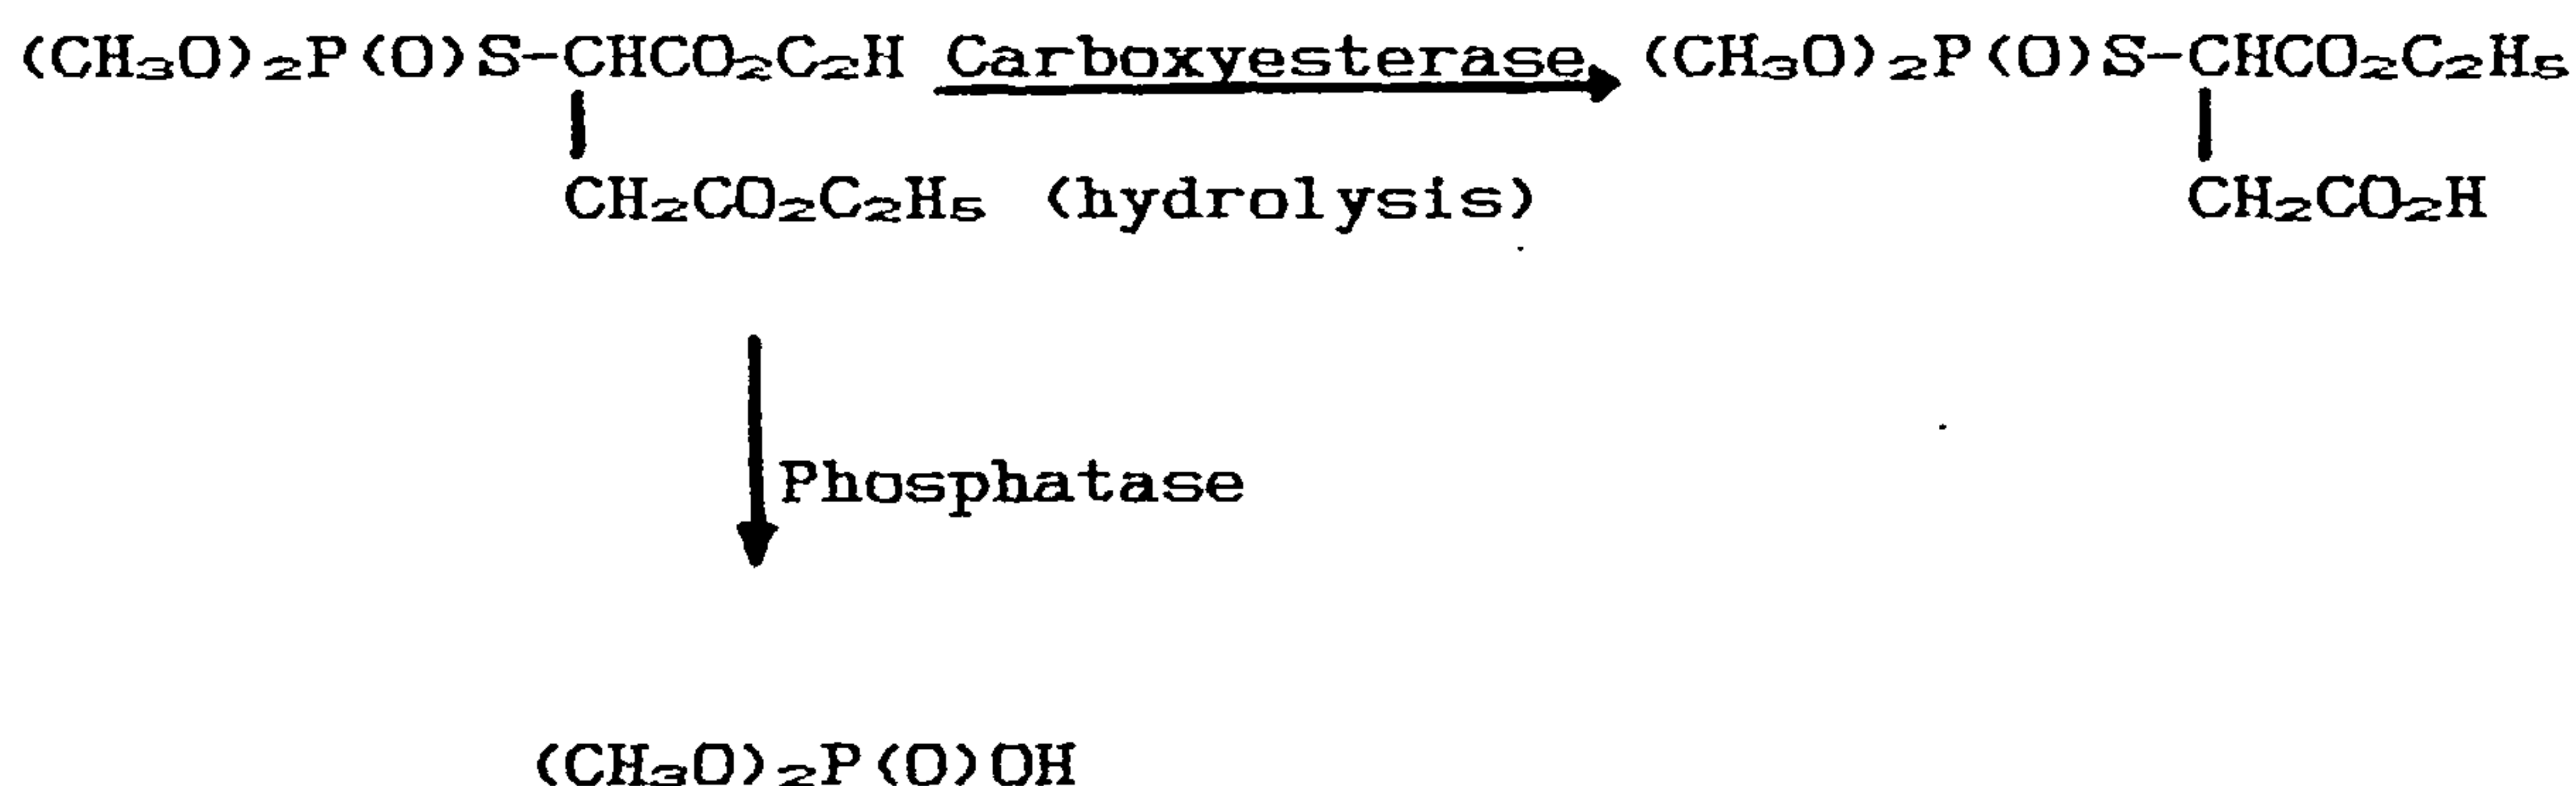 (CH₃O)₂P(O)S-CHCO₂C₂H Carboxyesterase (CH₃O)₂P(O)S-CHCO₂C₂H₅
CH₂CO₂C₂H₅ (hydrolysis) CH₂CO₂H
Phosphatase
(CH₃O)₂P(O)OH